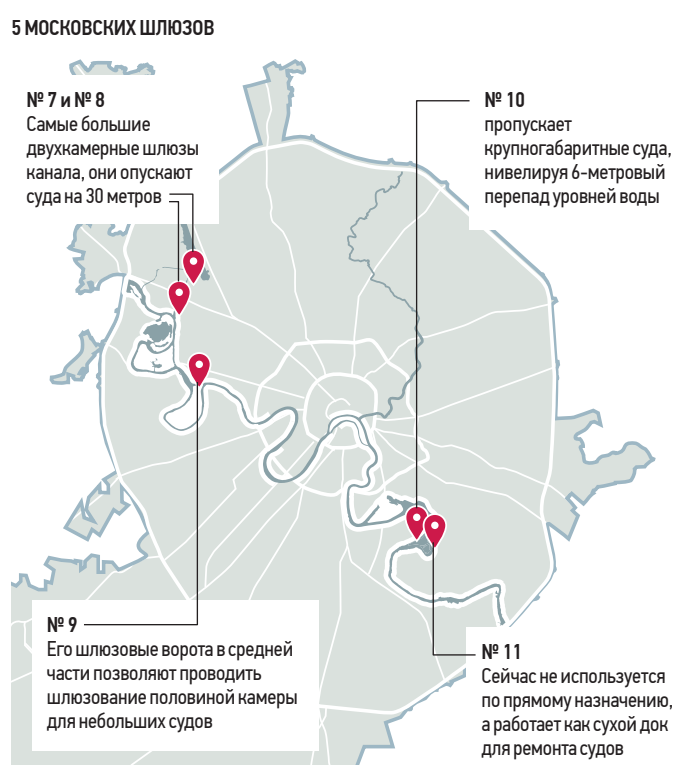 5 МОСКОВСКИХ ШЛЮЗОВ
№ 7 и № 8
Самые большие
двухкамерные шлюзы
канала, они опускают
суда на 30 метров
№ 10
пропускает
крупногабаритные суда,
нивелируя 6-метровый
перепад уровней воды
№ 9
Его шлюзовые ворота в средней
части позволяют проводить
шлюзование половиной камеры
для небольших судов
№ 11
Сейчас не используется
по прямому назначению,
а работает как сухой док
для ремонта судов